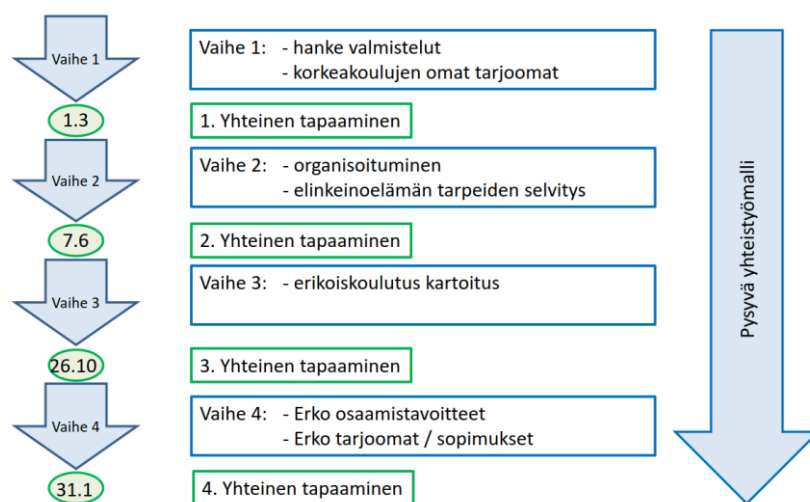 Vaihe 1
Vaihe 1: - hanke valmistelut
- korkeakoulujen omat tarjoomat
1.3
1. Yhteinen tapaaminen
Vaihe 2
Vaihe 2: - organisoituminen
- elinkeinoelämän tarpeiden selvitys
7.6
2. Yhteinen tapaaminen
Vaihe 3
Vaihe 3: - erikoiskoulutus kartoitus
26.10
3. Yhteinen tapaaminen
Vaihe 4
Vaihe 4: - Erko osaamistavoitteet
- Erko tarjoomat / sopimukset
31.1
4. Yhteinen tapaaminen
Pysyvä yhteistyömalli